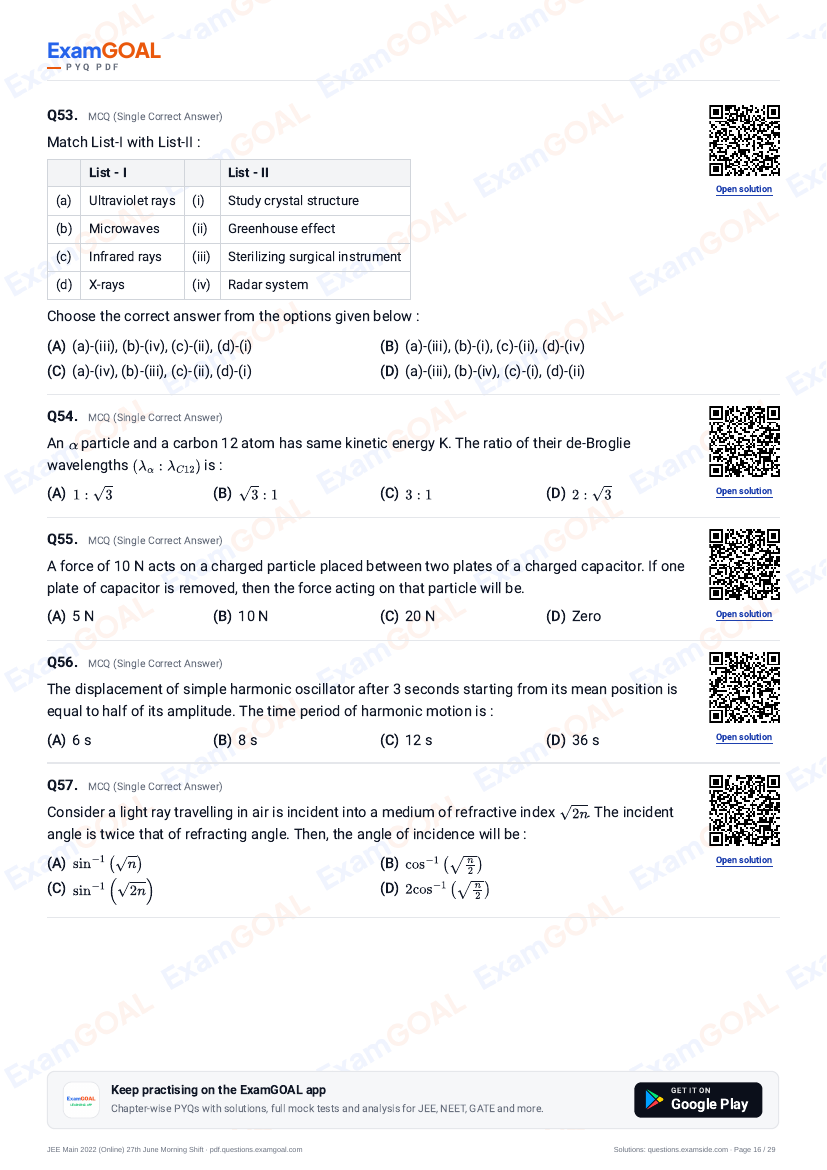 ExamGOAL
PYQ PDF
Q53. MCQ (Single Correct Answer)
Match List-I with List-II :
List - I List - II
(a) Ultraviolet rays (i) Study crystal structure
(b) Microwaves (ii) Greenhouse effect
(c) Infrared rays (iii) Sterilizing surgical instrument
(d) X-rays (iv) Radar system
Choose the correct answer from the options given below :
(A) (a)-(iii), (b)-(iv), (c)-(ii), (d)-(i) (B) (a)-(iii), (b)-(i), (c)-(ii), (d)-(iv)
(C) (a)-(iv), (b)-(iii), (c)-(ii), (d)-(i) (D) (a)-(iii), (b)-(iv), (c)-(i), (d)-(ii)
Open solution
Q54. MCQ (Single Correct Answer)
An α particle and a carbon 12 atom has same kinetic energy K. The ratio of their de-Broglie
wavelengths (λα : λC12) is :
(A) 1 : √3 (B) √3 : 1 (C) 3 : 1 (D) 2 : √3
Open solution
Q55. MCQ (Single Correct Answer)
A force of 10 N acts on a charged particle placed between two plates of a charged capacitor. If one
plate of capacitor is removed, then the force acting on that particle will be.
(A) 5 N (B) 10 N (C) 20 N (D) Zero
Open solution
Q56. MCQ (Single Correct Answer)
The displacement of simple harmonic oscillator after 3 seconds starting from its mean position is
equal to half of its amplitude. The time period of harmonic motion is :
(A) 6 s (B) 8 s (C) 12 s (D) 36 s
Open solution
Q57. MCQ (Single Correct Answer)
Consider a light ray travelling in air is incident into a medium of refractive index √2n. The incident
angle is twice that of refracting angle. Then, the angle of incidence will be :
(A) sin⁻¹ (√n) (B) cos⁻¹ (√(n/2))
(C) sin⁻¹ (√2n) (D) 2cos⁻¹ (√(n/2))
Open solution
Keep practising on the ExamGOAL app
Chapter-wise PYQs with solutions, full mock tests and analysis for JEE, NEET, GATE and more.
GET IT ON
Google Play
JEE Main 2022 (Online) 27th June Morning Shift · pdf.questions.examgoal.com Solutions: questions.examside.com · Page 16 / 29